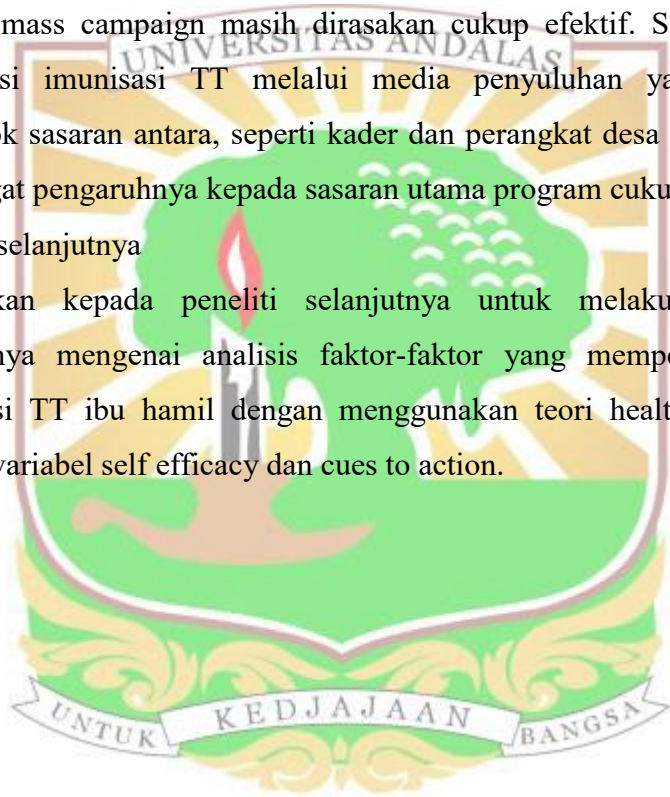 mass campaign masih dirasakan cukup efektif. S
UNIVERSITAS ANDALAS
si imunisasi TT melalui media penyuluhan ya
k sasaran antara, seperti kader dan perangkat desa
gat pengaruhnya kepada sasaran utama program cuku
selanjutnya
kan kepada peneliti selanjutnya untuk melaku
nya mengenai analisis faktor-faktor yang mempe
si TT ibu hamil dengan menggunakan teori healt
variabel self efficacy dan cues to action.
UNTUK KEDJAJAAN BANGSA